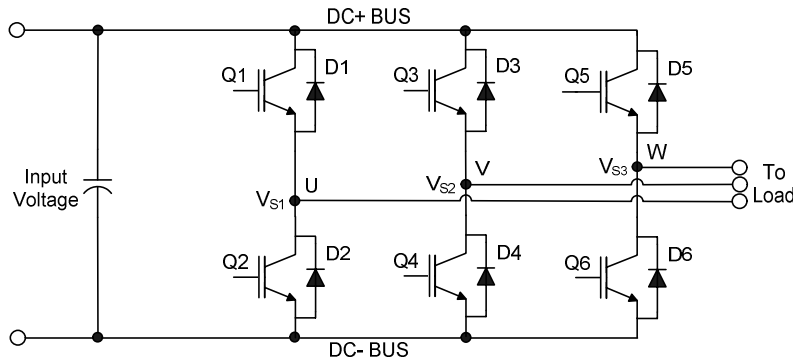 DC+ BUS
Q1
D1
Q3
D3
Q5
D5
Input
Voltage
VS1
U
VS2
V
VS3
W
To
Load
Q2
D2
Q4
D4
Q6
D6
DC- BUS